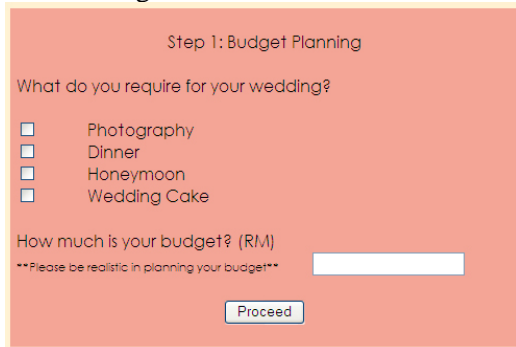 Step 1: Budget Planning
What do you require for your wedding?
Photography
Dinner
Honeymoon
Wedding Cake
How much is your budget? (RM)
**Please be realistic in planning your budget**
Proceed